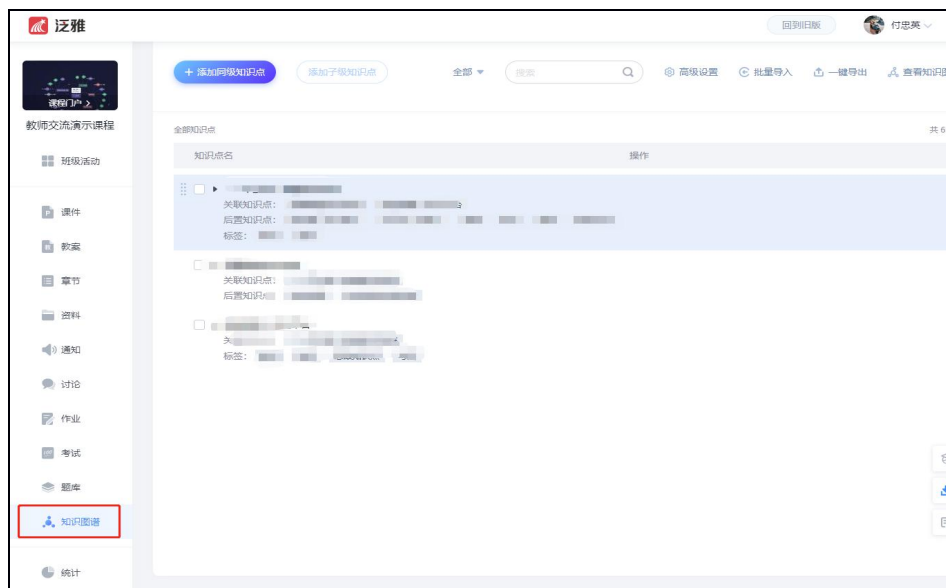 泛雅
回到旧版
付忠英
课程门户
教师交流演示课程
班级活动
课件
教案
章节
资料
通知
讨论
作业
考试
题库
知识图谱
统计
+ 添加同级知识点
添加子级知识点
全部
搜索
高级设置
批量导入
一键导出
查看知识图
全部知识点
共 6
知识点名
操作
关联知识点:
后置知识点:
标签:
关联知识点:
后置知识点:
标签: